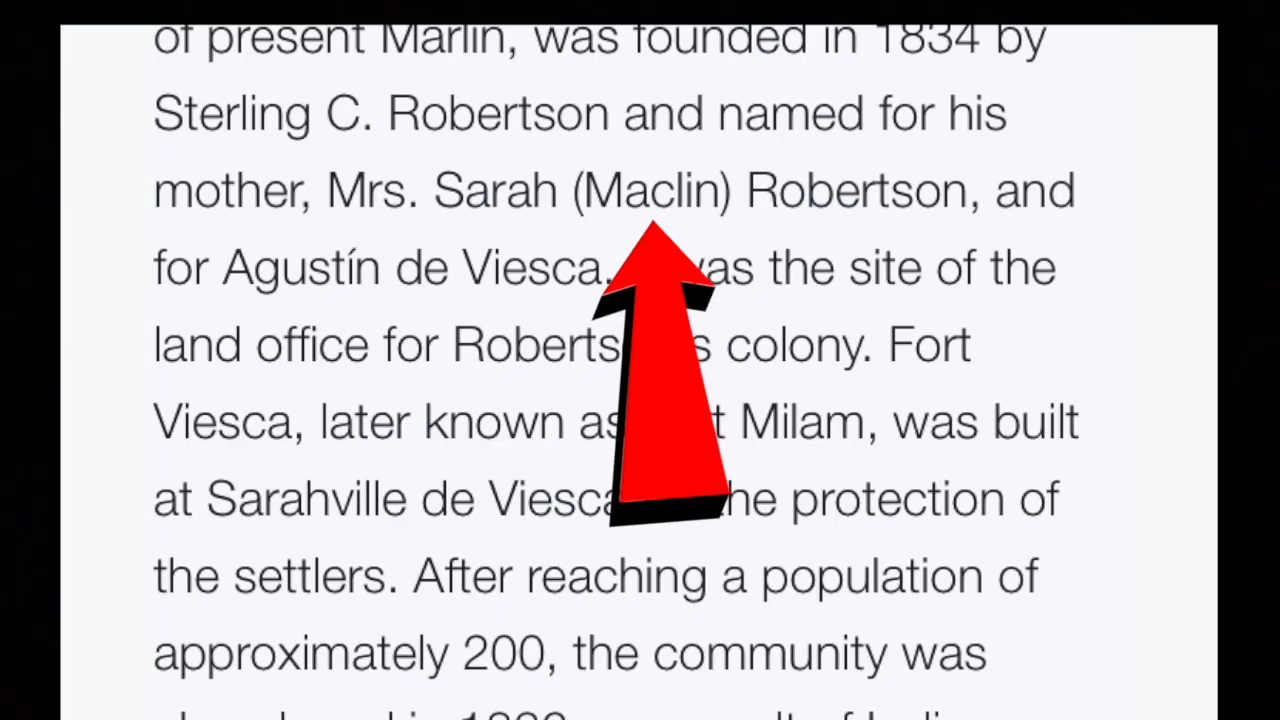 of present Marlin, was founded in 1834 by
Sterling C. Robertson and named for his
mother, Mrs. Sarah (Maclin) Robertson, and
for Agustín de Viesca. was the site of the
land office for colony. Fort
Viesca, later known as Milam, was built
at Sarahville de Viesca the protection of
the settlers. After reaching a population of
approximately 200, the community was